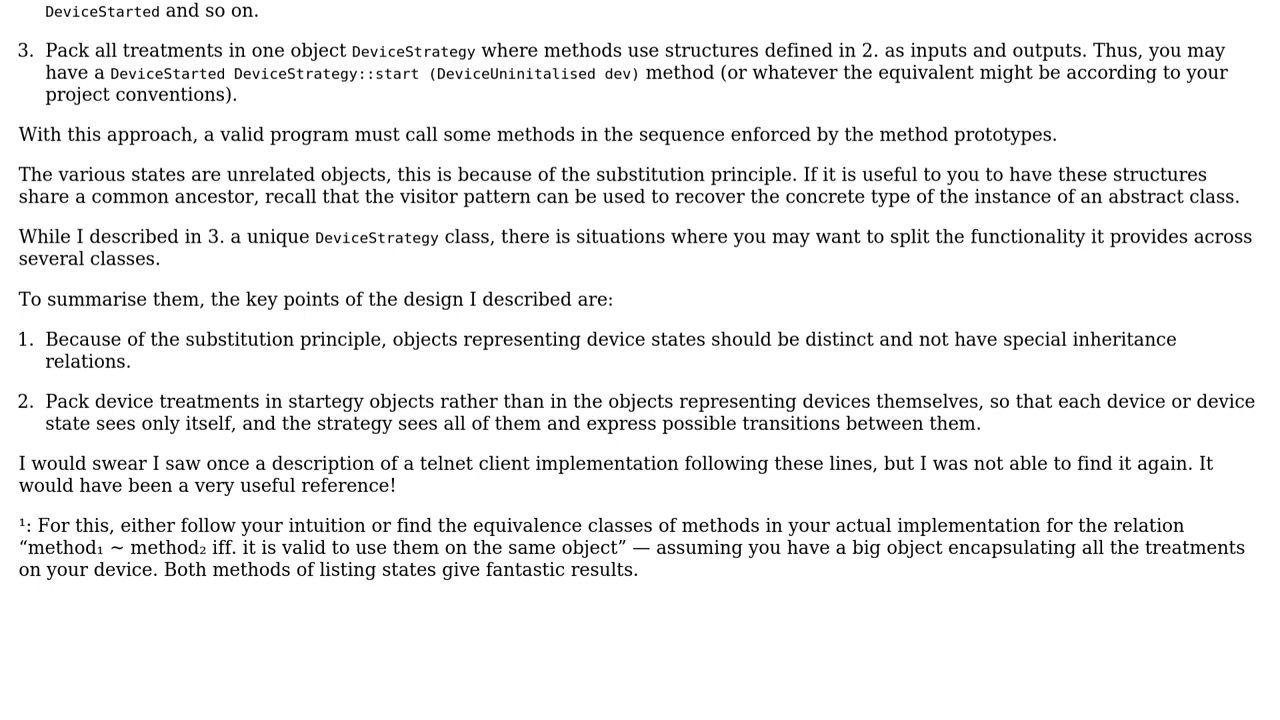 DeviceStarted and so on.
3. Pack all treatments in one object DeviceStrategy where methods use structures defined in 2. as inputs and outputs. Thus, you may
have a DeviceStarted DeviceStrategy::start (DeviceUninitalised dev) method (or whatever the equivalent might be according to your
project conventions).
With this approach, a valid program must call some methods in the sequence enforced by the method prototypes.
The various states are unrelated objects, this is because of the substitution principle. If it is useful to you to have these structures
share a common ancestor, recall that the visitor pattern can be used to recover the concrete type of the instance of an abstract class.
While I described in 3. a unique DeviceStrategy class, there is situations where you may want to split the functionality it provides across
several classes.
To summarise them, the key points of the design I described are:
1. Because of the substitution principle, objects representing device states should be distinct and not have special inheritance
relations.
2. Pack device treatments in startegy objects rather than in the objects representing devices themselves, so that each device or device
state sees only itself, and the strategy sees all of them and express possible transitions between them.
I would swear I saw once a description of a telnet client implementation following these lines, but I was not able to find it again. It
would have been a very useful reference!
¹: For this, either follow your intuition or find the equivalence classes of methods in your actual implementation for the relation
“method₁ ~ method₂ iff. it is valid to use them on the same object” — assuming you have a big object encapsulating all the treatments
on your device. Both methods of listing states give fantastic results.